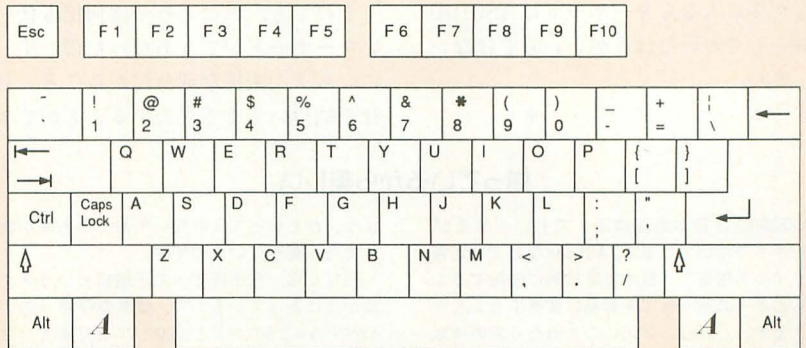 Esc F1 F2 F3 F4 F5 F6 F7 F8 F9 F10
~ ! @ # $ % ^ & * ( ) _ + ¦ ←
` 1 2 3 4 5 6 7 8 9 0 - = \
Q W E R T Y U I O P { }
[ ]
Ctrl Caps Lock A S D F G H J K L : "
; '
⇧ Z X C V B N M < > ? ⇧
, . /
Alt A A Alt